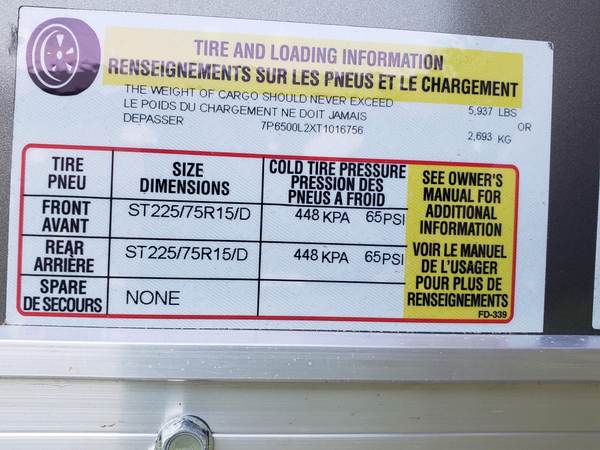 TIRE AND LOADING INFORMATION
RENSEIGNEMENTS SUR LES PNEUS ET LE CHARGEMENT
THE WEIGHT OF CARGO SHOULD NEVER EXCEED 5,937 LBS
LE POIDS DU CHARGEMENT NE DOIT JAMAIS OR
DEPASSER 7P6500L2XT1016756 2,693 KG
TIRE
PNEU
SIZE
DIMENSIONS
COLD TIRE PRESSURE
PRESSION DES
PNEUS A FROID
FRONT
AVANT
ST225/75R15/D
448 KPA 65PSI
REAR
ARRIÈRE
ST225/75R15/D
448 KPA 65PSI
SPARE
DE SECOURS
NONE
SEE OWNER'S
MANUAL FOR
ADDITIONAL
INFORMATION
VOIR LE MANUEL
DE L'USAGER
POUR PLUS DE
RENSEIGNEMENTS
FD-339